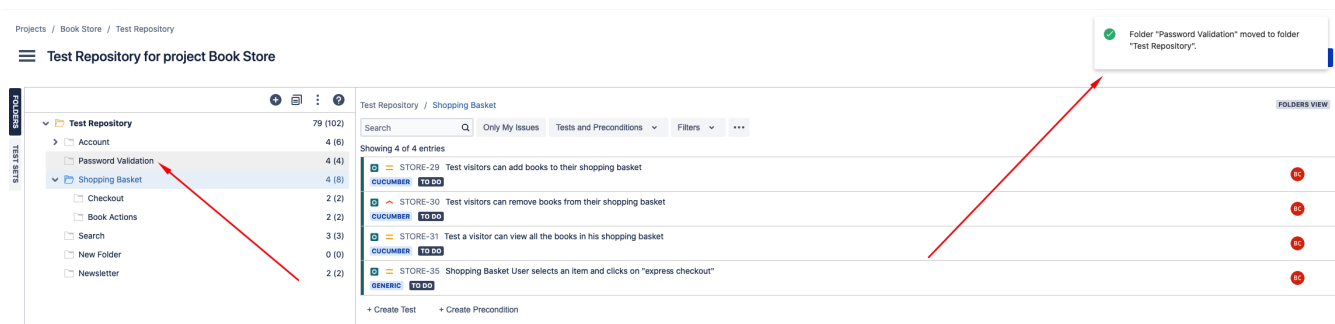 Projects / Book Store / Test Repository
Folder "Password Validation" moved to folder
"Test Repository".
Test Repository for project Book Store
FOLDERS
TEST SETS
Test Repository 79 (102)
Account 4 (6)
Password Validation 4 (4)
Shopping Basket 4 (8)
Checkout 2 (2)
Book Actions 2 (2)
Search 3 (3)
New Folder 0 (0)
Newsletter 2 (2)
Test Repository / Shopping Basket FOLDERS VIEW
Search Only My Issues Tests and Preconditions Filters
Showing 4 of 4 entries
STORE-29 Test visitors can add books to their shopping basket
CUCUMBER TO DO BC
STORE-30 Test visitors can remove books from their shopping basket
CUCUMBER TO DO BC
STORE-31 Test a visitor can view all the books in his shopping basket
CUCUMBER TO DO BC
STORE-35 Shopping Basket User selects an item and clicks on "express checkout"
GENERIC TO DO BC
+ Create Test + Create Precondition